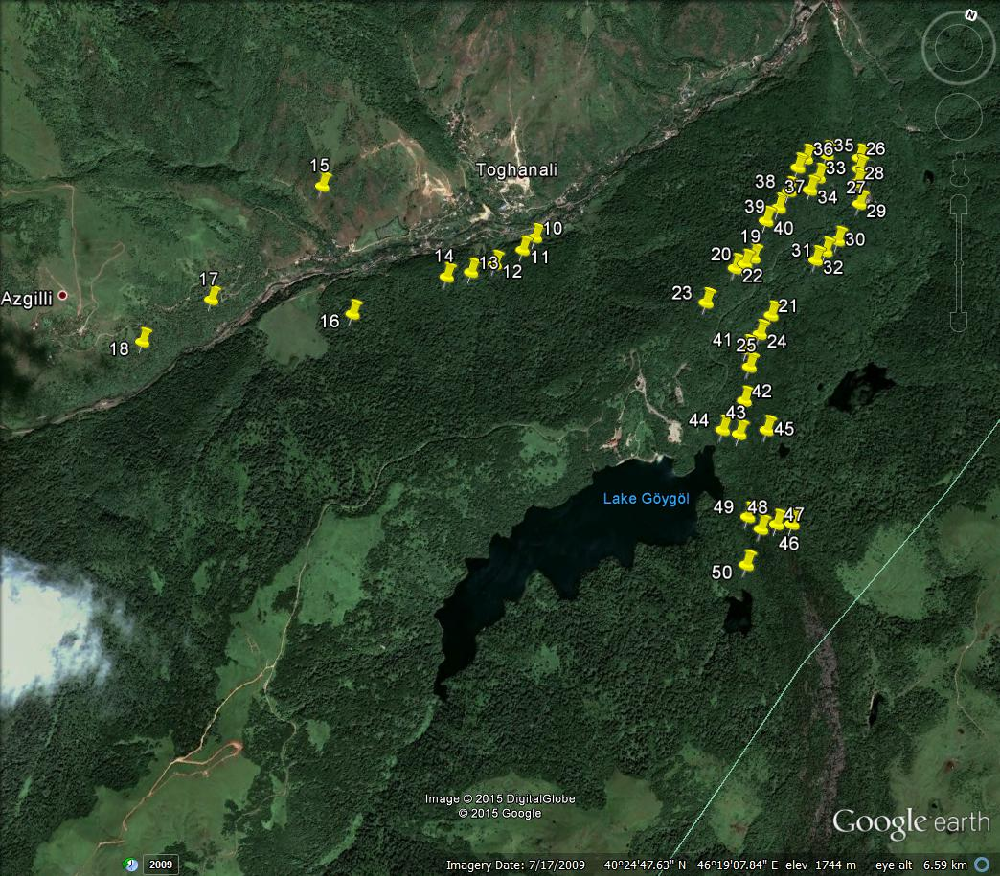 N
36 35 26
33
28
15
Toghanali
38 37 27
34
29
39
40
10
19
30
14 13 11
20 31
12 22 32
17
Azgilli
23
21
16
18
41 25 24
42
43
44 45
Lake Göygöl
49 48 47
46
50
Image © 2015 DigitalGlobe
© 2015 Google
Google earth
2009
Imagery Date: 7/17/2009 40°24'47.63" N 46°19'07.84" E elev 1744 m eye alt 6.59 km